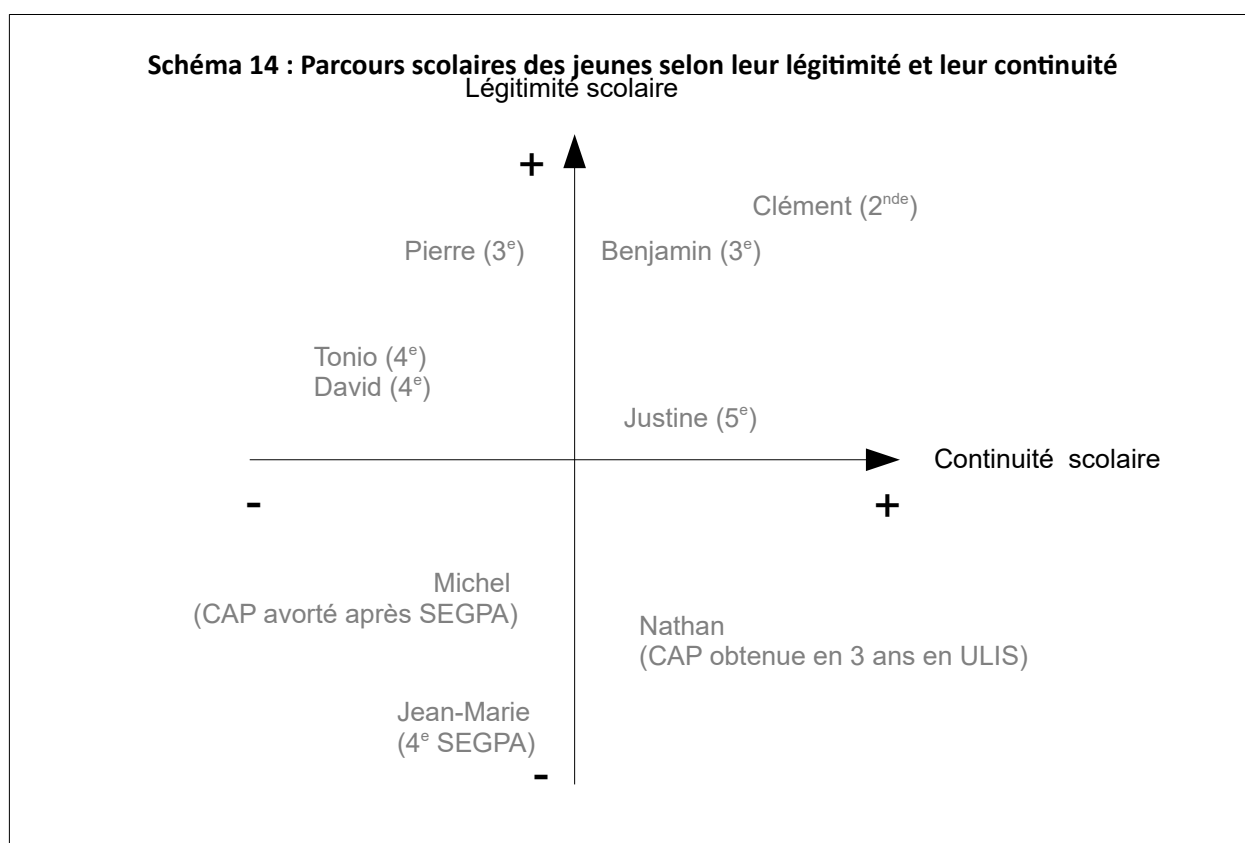 Schéma 14 : Parcours scolaires des jeunes selon leur légitimité et leur continuité
Légitimité scolaire
+
Clément (2nde)
Pierre (3e)
Benjamin (3e)
Tonio (4e)
David (4e)
Justine (5e)
Continuité scolaire
-
+
Michel
(CAP avorté après SEGPA)
Nathan
(CAP obtenue en 3 ans en ULIS)
Jean-Marie
(4e SEGPA)
-